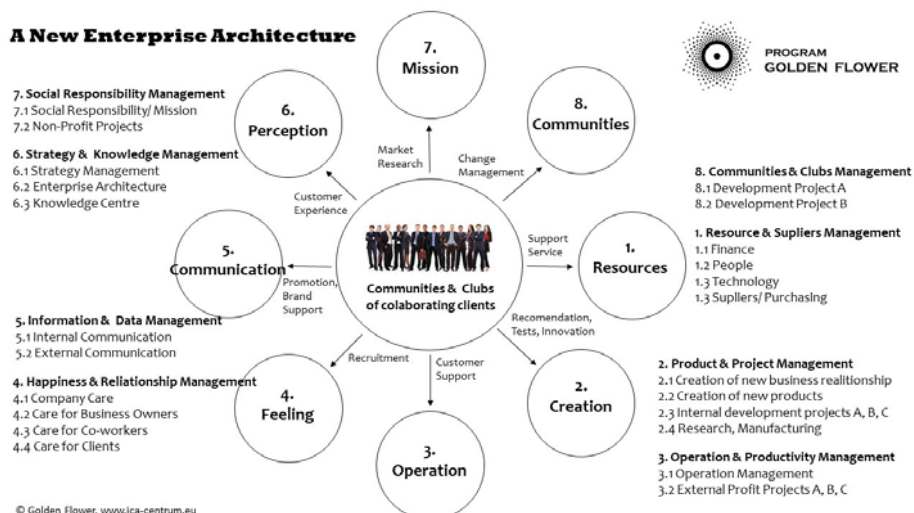 A New Enterprise Architecture
PROGRAM
GOLDEN FLOWER
7. Social Responsibility Management
7.1 Social Responsibility/ Mission
7.2 Non-Profit Projects
6. Strategy & Knowledge Management
6.1 Strategy Management
6.2 Enterprise Architecture
6.3 Knowledge Centre
5. Information & Data Management
5.1 Internal Communication
5.2 External Communication
4. Happiness & Reliationship Management
4.1 Company Care
4.2 Care for Business Owners
4.3 Care for Co-workers
4.4 Care for Clients
7.
Mission
6.
Perception
8.
Communities
Market
Research
Change
Management
Customer
Experience
5.
Communication
Promotion,
Brand
Support
Communities & Clubs
of colaborating clients
Support
Service
1.
Resources
Recomendation,
Tests, Innovation
Recruitment
Customer
Support
4.
Feeling
3.
Operation
2.
Creation
8. Communities & Clubs Management
8.1 Development Project A
8.2 Development Project B
1. Resource & Supliers Management
1.1 Finance
1.2 People
1.3 Technology
1.3 Supliers/ Purchasing
2. Product & Project Management
2.1 Creation of new business realitionship
2.2 Creation of new products
2.3 Internal development projects A, B, C
2.4 Research, Manufacturing
3. Operation & Productivity Management
3.1 Operation Management
3.2 External Profit Projects A, B, C
© Golden Flower, www.ica-centrum.eu